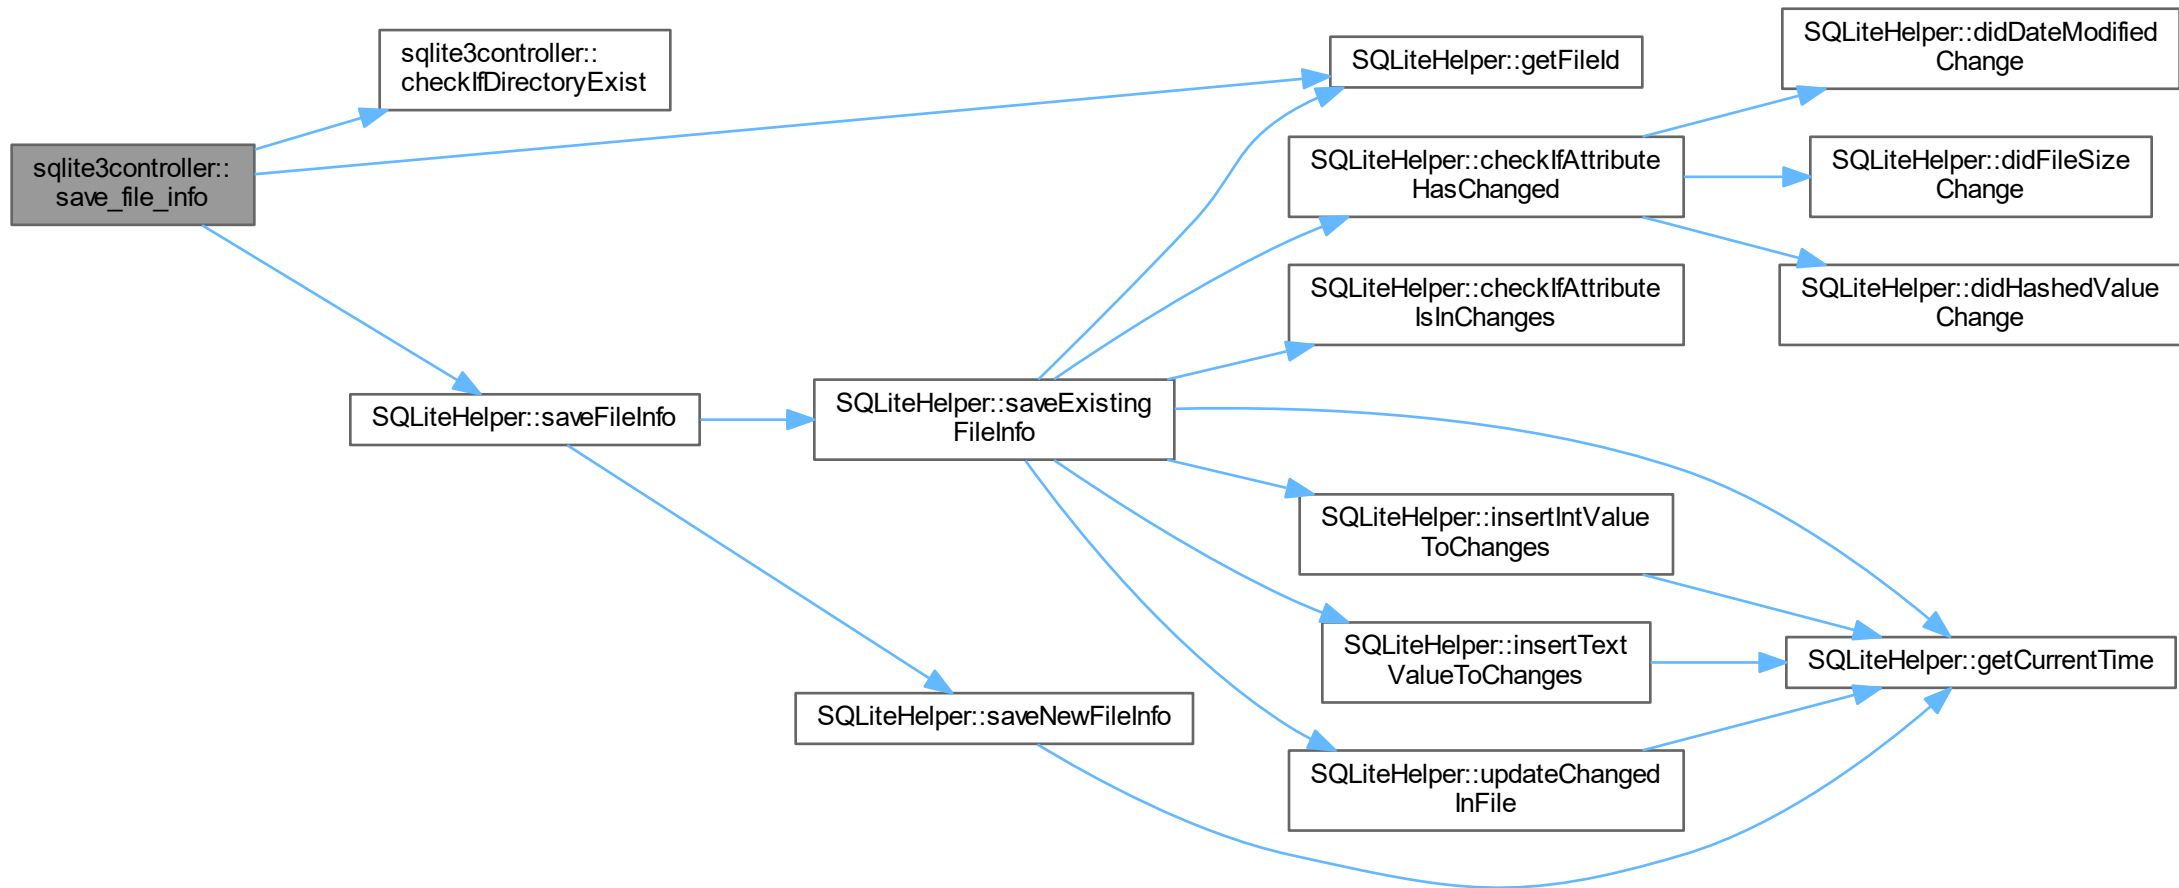 sqlite3controller::
save_file_info
sqlite3controller::
checkIfDirectoryExist
SQLiteHelper::saveFileInfo
SQLiteHelper::saveExisting
FileInfo
SQLiteHelper::saveNewFileInfo
SQLiteHelper::getFileId
SQLiteHelper::checkIfAttribute
HasChanged
SQLiteHelper::checkIfAttribute
IsInChanges
SQLiteHelper::insertIntValue
ToChanges
SQLiteHelper::insertText
ValueToChanges
SQLiteHelper::updateChanged
InFile
SQLiteHelper::didDateModified
Change
SQLiteHelper::didFileSize
Change
SQLiteHelper::didHashedValue
Change
SQLiteHelper::getCurrentTime